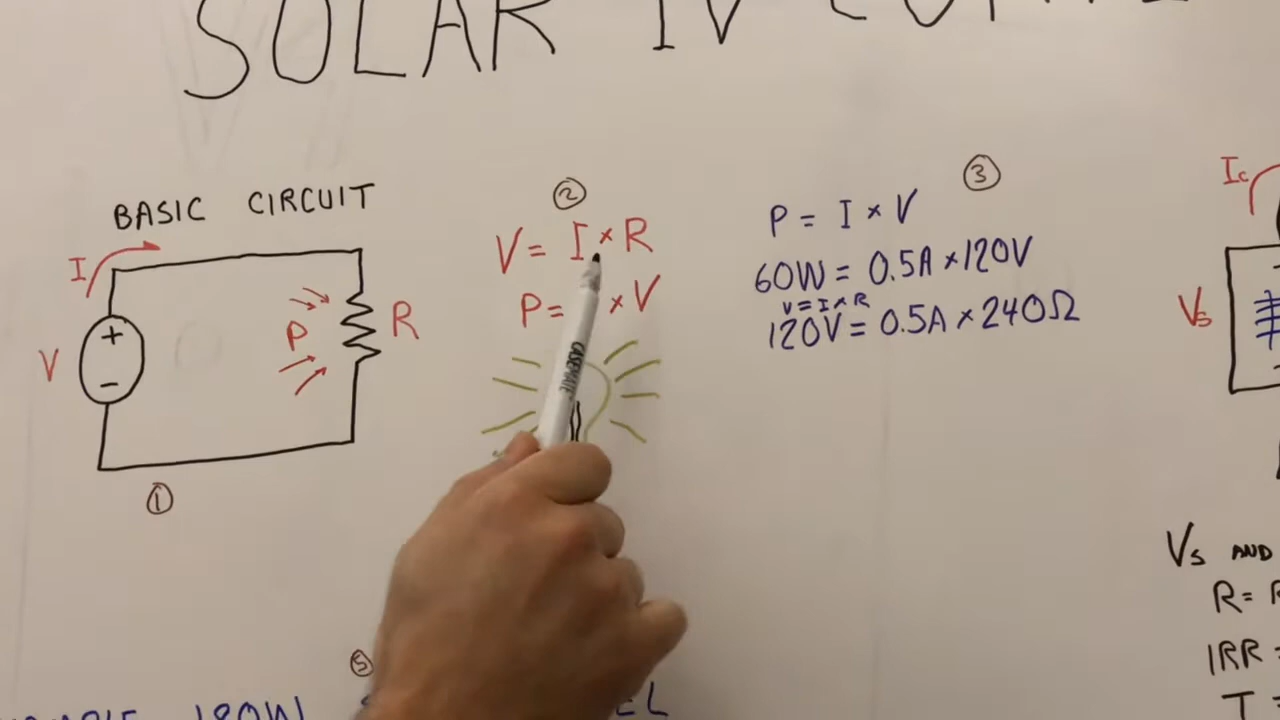 SOLAR IV
BASIC CIRCUIT
I
V
+
−
P
R
①
②
V = I × R
P = × V
CASEMATE
③
P = I × V
60W = 0.5A × 120V
V = I × R
120V = 0.5A × 240Ω
Ic
Vs
Vs AND
R =
IRR =
T =
⑤
180W